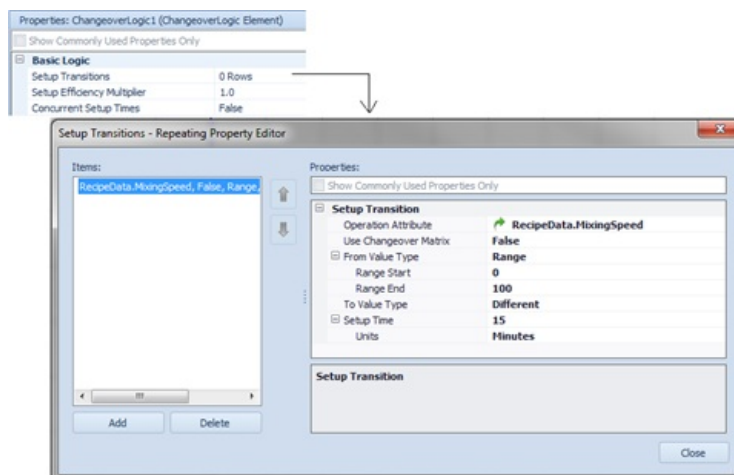 Properties: ChangeoverLogic1 (ChangeoverLogic Element)
Show Commonly Used Properties Only
Basic Logic
Setup Transitions 0 Rows
Setup Efficiency Multiplier 1.0
Concurrent Setup Times False
Setup Transitions - Repeating Property Editor
Items:
RecipeData.MixingSpeed, False, Range,
Properties:
Show Commonly Used Properties Only
Setup Transition
Operation Attribute RecipeData.MixingSpeed
Use Changeover Matrix False
From Value Type Range
Range Start 0
Range End 100
To Value Type Different
Setup Time 15
Units Minutes
Setup Transition
Add Delete
Close